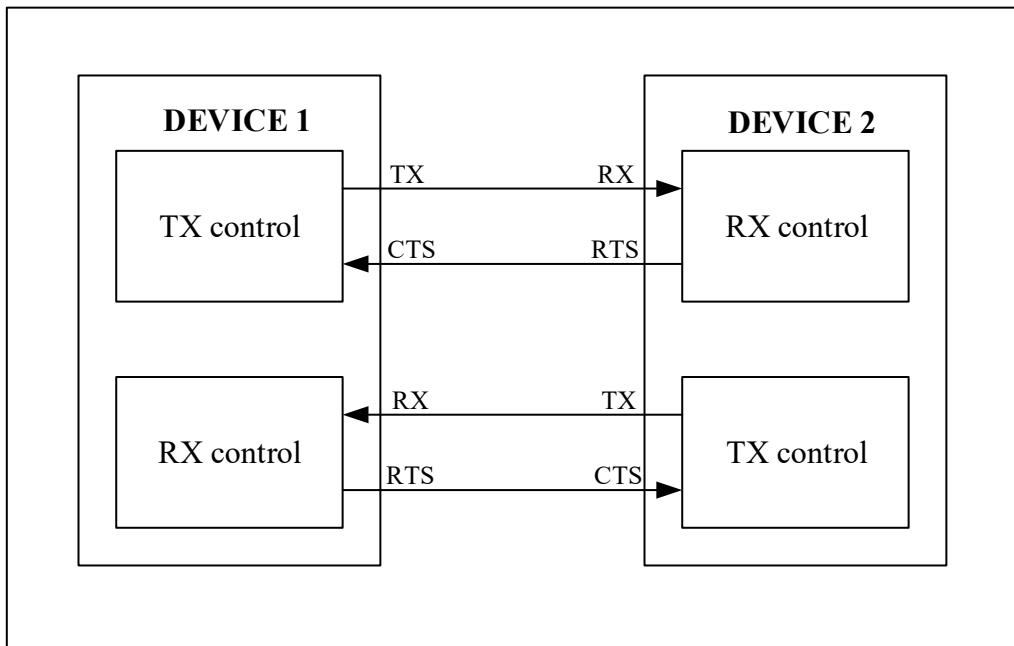 DEVICE 1
DEVICE 2
TX control
TX
RX
RX control
CTS
RTS
RX control
RX
TX
TX control
RTS
CTS